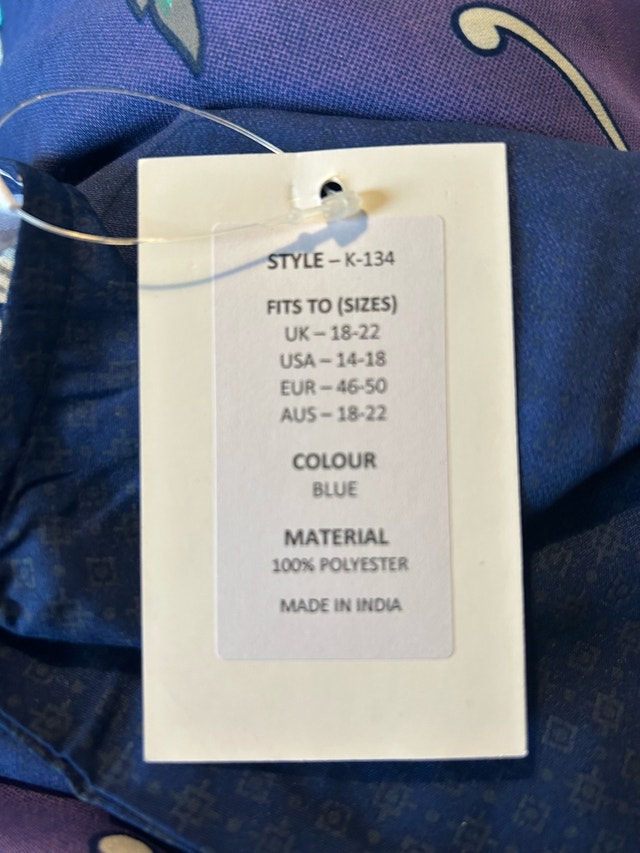 STYLE – K-134
FITS TO (SIZES)
UK – 18-22
USA – 14-18
EUR – 46-50
AUS – 18-22
COLOUR
BLUE
MATERIAL
100% POLYESTER
MADE IN INDIA